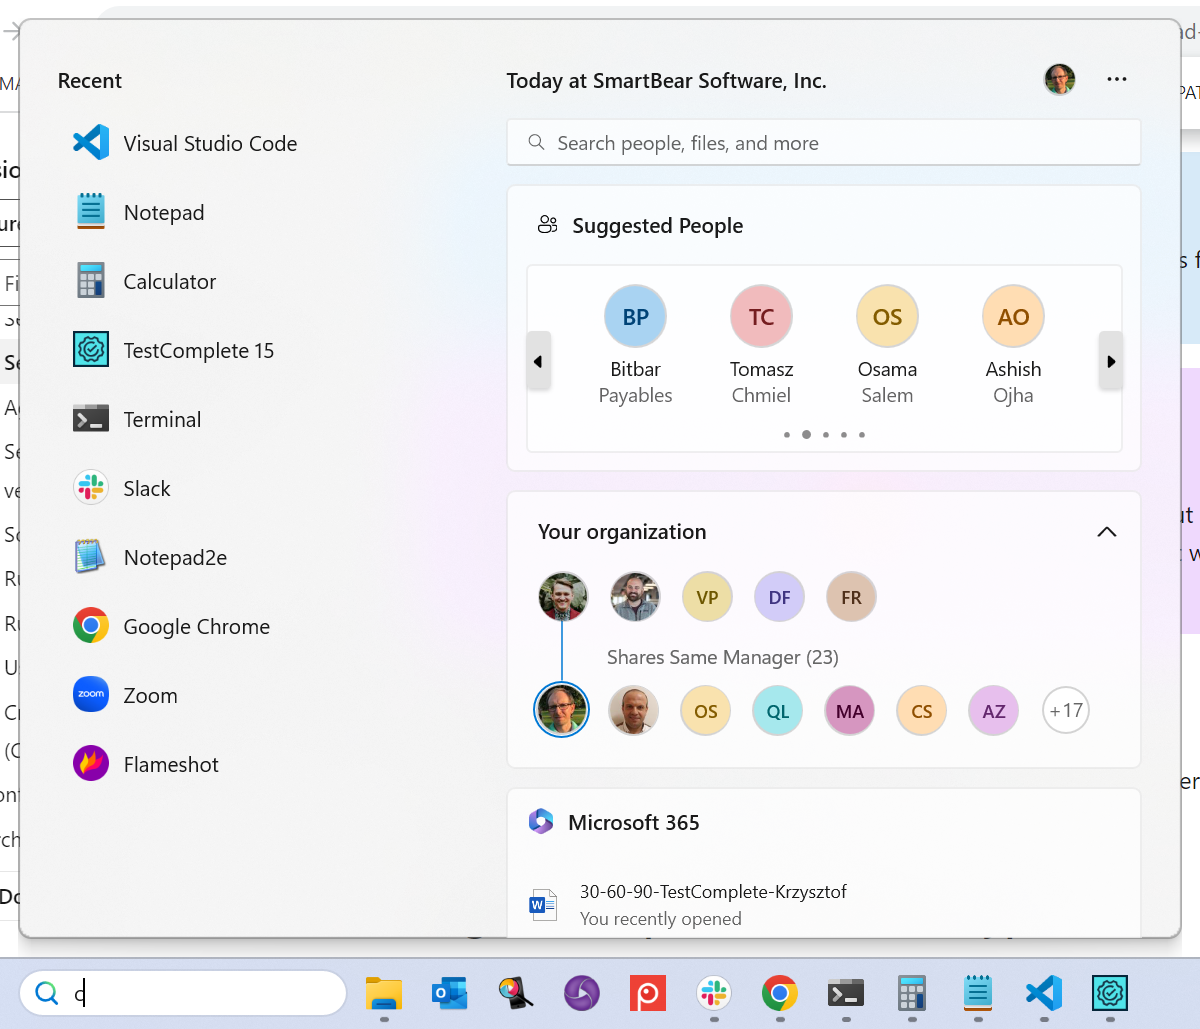 Recent
Visual Studio Code
Notepad
Calculator
TestComplete 15
Terminal
Slack
Notepad2e
Google Chrome
zoom
Zoom
Flameshot
Today at SmartBear Software, Inc.
Search people, files, and more
Suggested People
BP TC OS AO
Bitbar Tomasz Osama Ashish
Payables Chmiel Salem Ojha
Your organization
VP DF FR
Shares Same Manager (23)
OS QL MA CS AZ +17
Microsoft 365
W
30-60-90-TestComplete-Krzysztof
You recently opened
c